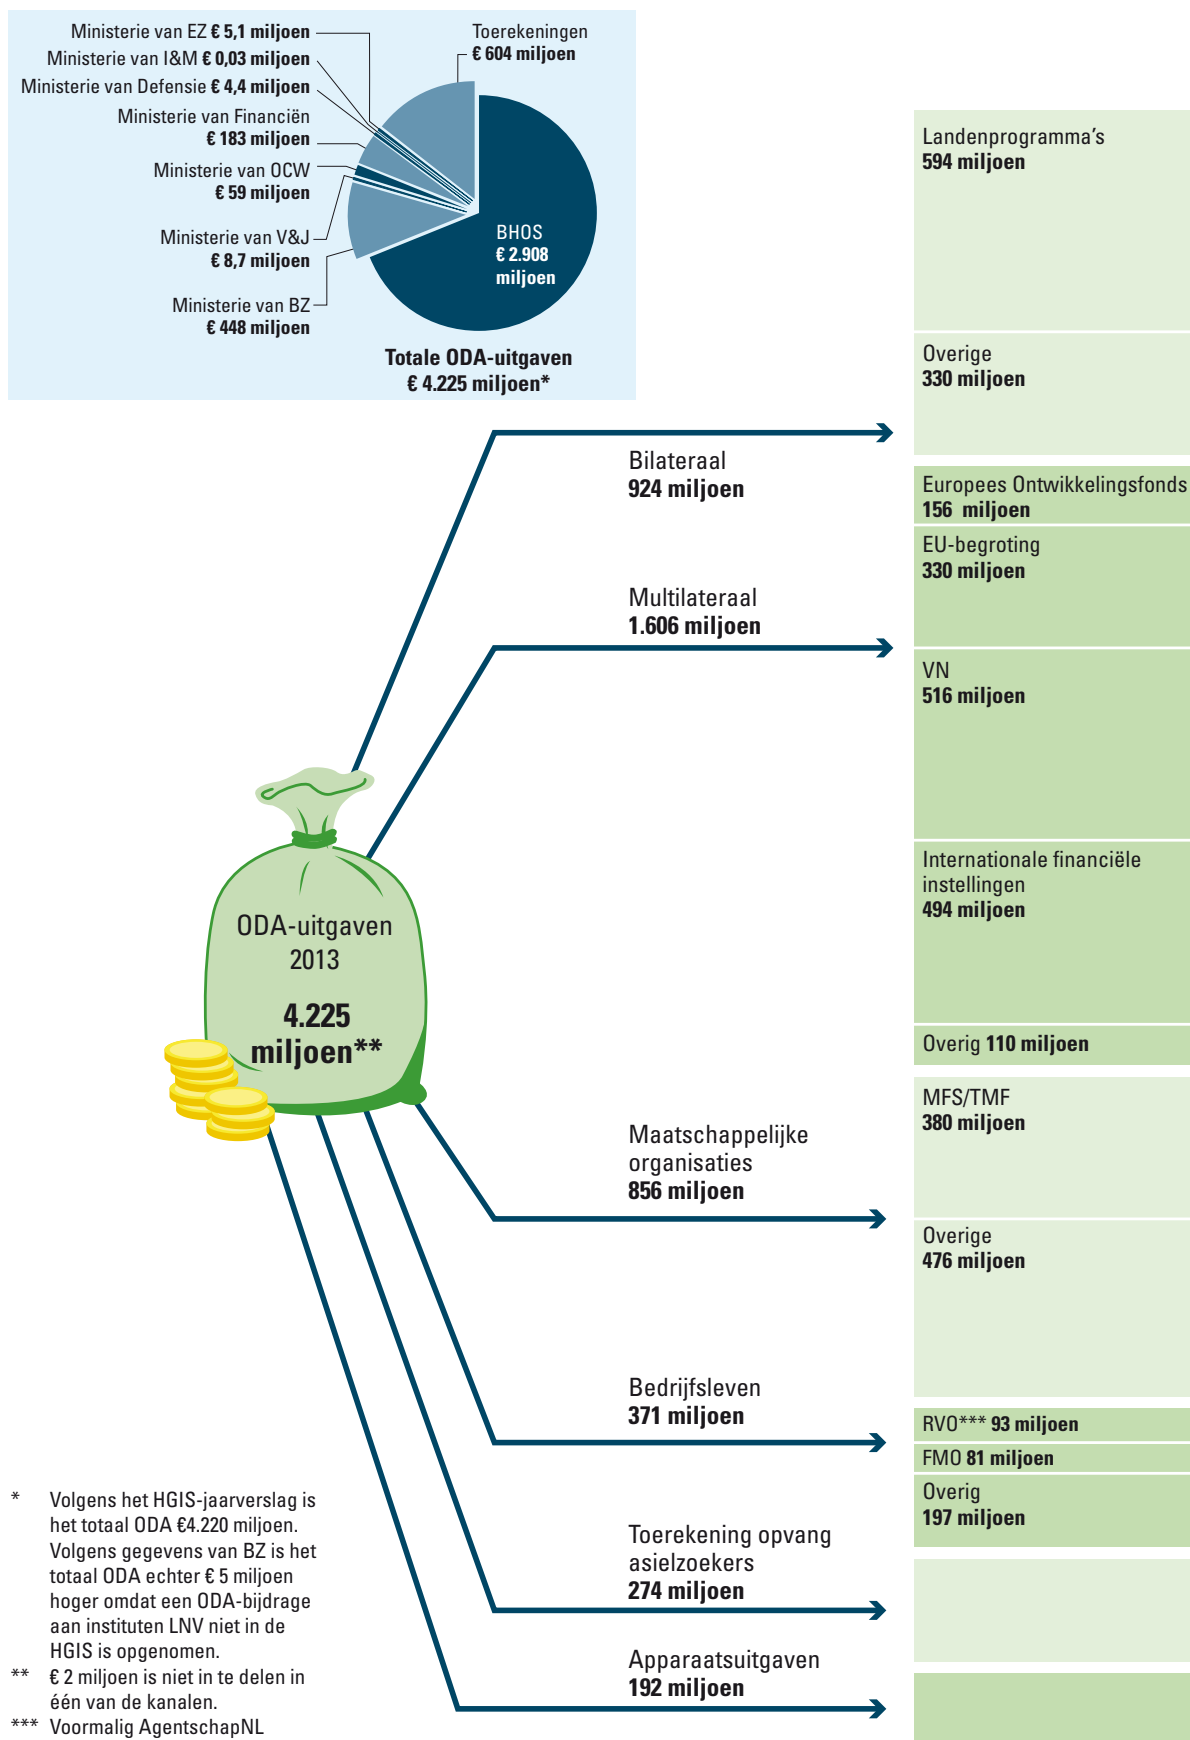 Ministerie van EZ € 5,1 miljoen
Ministerie van I&M € 0,03 miljoen
Ministerie van Defensie € 4,4 miljoen
Ministerie van Financiën
€ 183 miljoen
Ministerie van OCW
€ 59 miljoen
Ministerie van V&J
€ 8,7 miljoen
Ministerie van BZ
€ 448 miljoen
Toerekeningen
€ 604 miljoen
BHOS
€ 2.908
miljoen
Totale ODA-uitgaven
€ 4.225 miljoen*
Landenprogramma's
594 miljoen
Overige
330 miljoen
Bilateraal
924 miljoen
Europees Ontwikkelingsfonds
156 miljoen
EU-begroting
330 miljoen
Multilateraal
1.606 miljoen
VN
516 miljoen
Internationale financiële
instellingen
494 miljoen
Overig 110 miljoen
ODA-uitgaven
2013
4.225
miljoen**
MFS/TMF
380 miljoen
Maatschappelijke
organisaties
856 miljoen
Overige
476 miljoen
Bedrijfsleven
371 miljoen
RVO*** 93 miljoen
FMO 81 miljoen
Overig
197 miljoen
Toerekening opvang
asielzoekers
274 miljoen
Apparaatsuitgaven
192 miljoen
* Volgens het HGIS-jaarverslag is
het totaal ODA €4.220 miljoen.
Volgens gegevens van BZ is het
totaal ODA echter € 5 miljoen
hoger omdat een ODA-bijdrage
aan instituten LNV niet in de
HGIS is opgenomen.
** € 2 miljoen is niet in te delen in
één van de kanalen.
*** Voormalig AgentschapNL